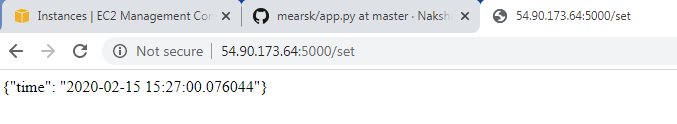 Instances | EC2 Management Con
mearsk/app.py at master · Naksha
54.90.173.64:5000/set
Not secure | 54.90.173.64:5000/set
{"time": "2020-02-15 15:27:00.076044"}